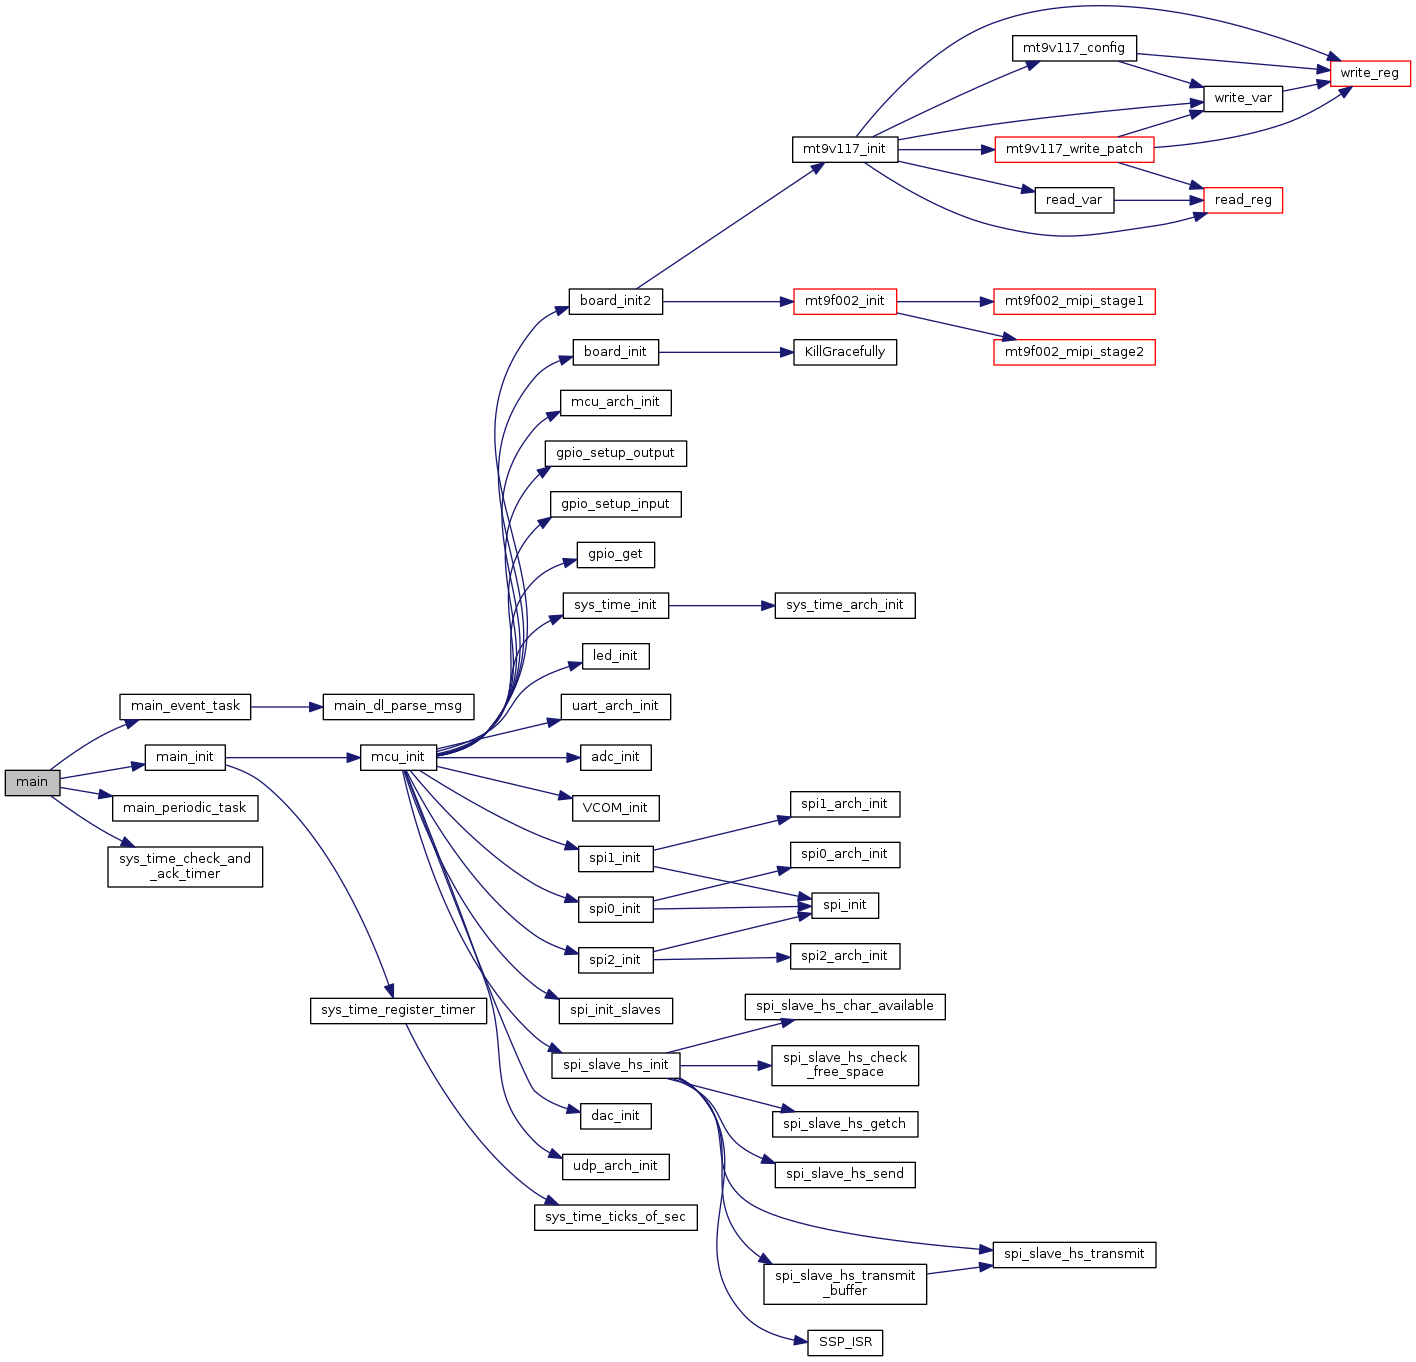 mt9v117_config
write_reg
write_var
mt9v117_init
mt9v117_write_patch
read_var
read_reg
board_init2
mt9f002_init
mt9f002_mipi_stage1
board_init
KillGracefully
mt9f002_mipi_stage2
mcu_arch_init
gpio_setup_output
gpio_setup_input
gpio_get
sys_time_init
sys_time_arch_init
led_init
main_event_task
main_dl_parse_msg
uart_arch_init
main_init
mcu_init
adc_init
main
main_periodic_task
VCOM_init
spi1_arch_init
sys_time_check_and
_ack_timer
spi1_init
spi0_arch_init
spi0_init
spi_init
spi2_init
spi2_arch_init
sys_time_register_timer
spi_init_slaves
spi_slave_hs_char_available
spi_slave_hs_init
spi_slave_hs_check
_free_space
dac_init
spi_slave_hs_getch
udp_arch_init
spi_slave_hs_send
sys_time_ticks_of_sec
spi_slave_hs_transmit
spi_slave_hs_transmit
_buffer
SSP_ISR